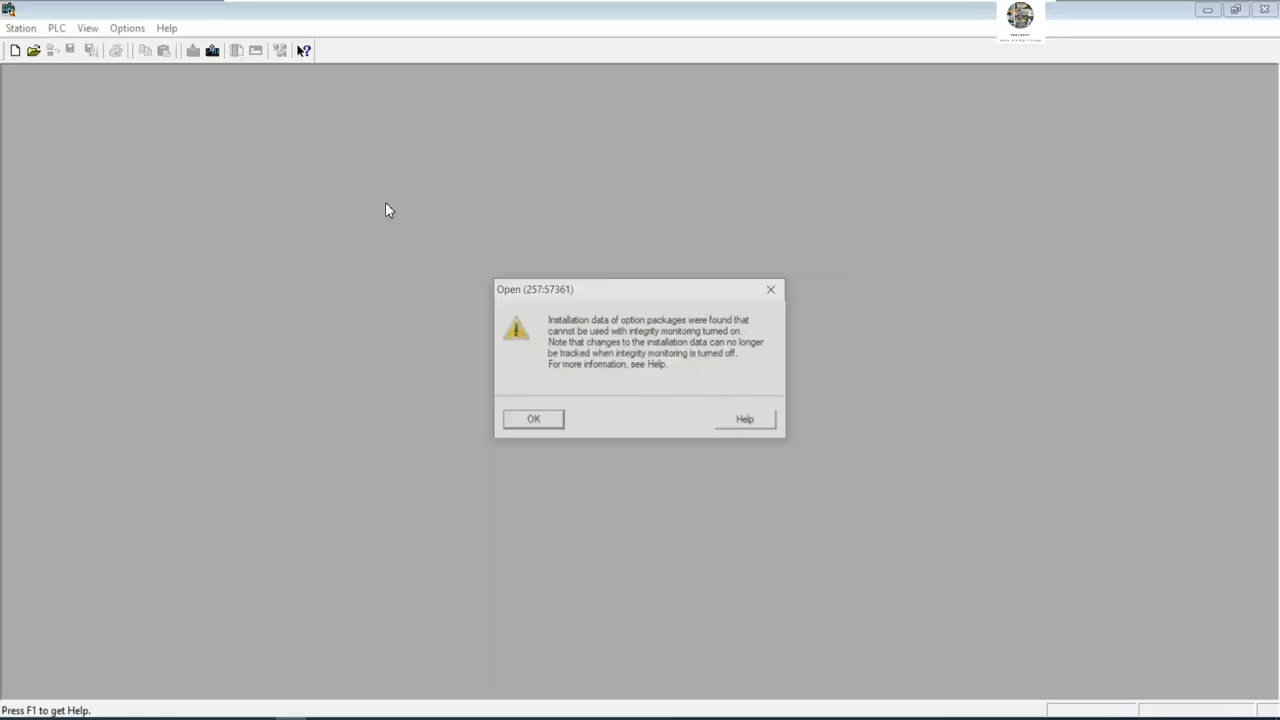 Station PLC View Options Help
Open (257:57361)
Installation data of option packages were found that
cannot be used with integrity monitoring turned on.
Note that changes to the installation data can no longer
be tracked when integrity monitoring is turned off.
For more information, see Help.
OK Help
Press F1 to get Help.